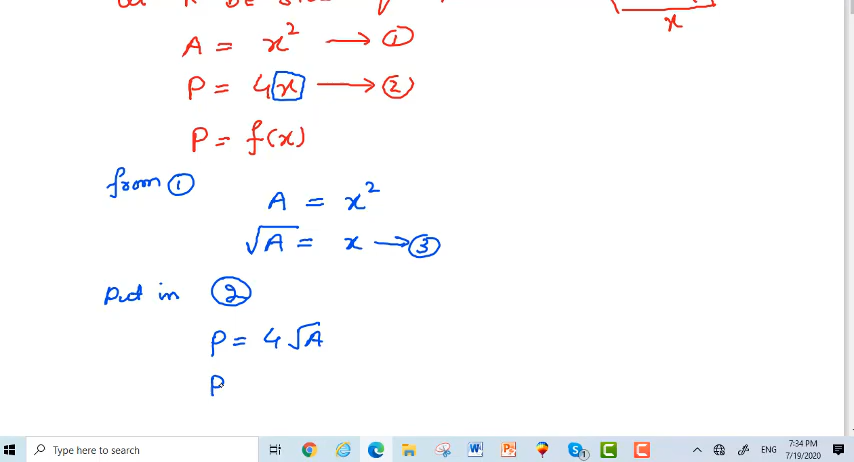 x
A = x² → ①
P = 4x → ②
P = f(x)
from ①
A = x²
√A = x → ③
Put in ②
P = 4√A
P
Type here to search
ENG
7:34 PM
7/19/2020